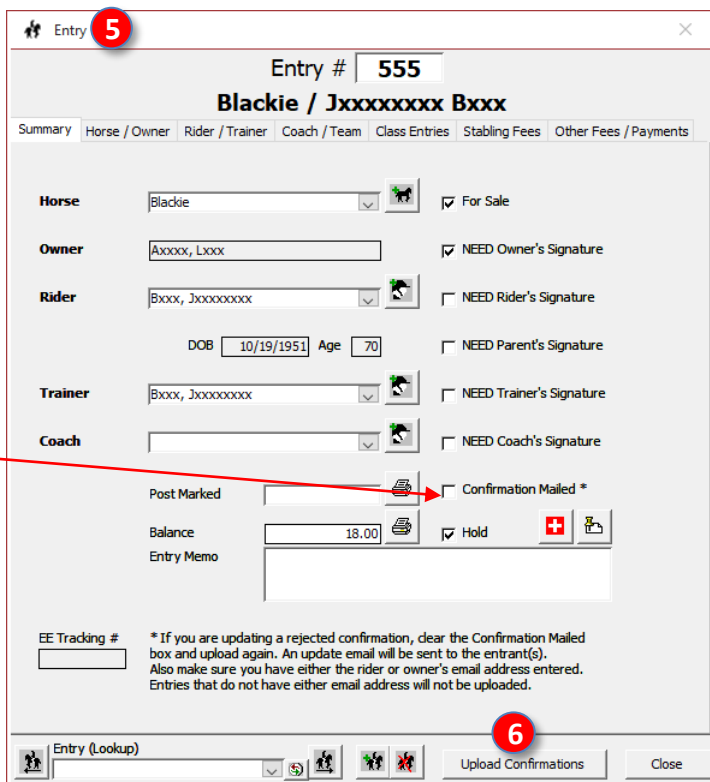 Entry 5
Entry # 555
Blackie / Jxxxxxxxx Bxxx
Summary Horse / Owner Rider / Trainer Coach / Team Class Entries Stabling Fees Other Fees / Payments
Horse Blackie For Sale
Owner Axxxx, Lxxx NEED Owner's Signature
Rider Bxxx, Jxxxxxxxx NEED Rider's Signature
DOB 10/19/1951 Age 70 NEED Parent's Signature
Trainer Bxxx, Jxxxxxxxx NEED Trainer's Signature
Coach NEED Coach's Signature
Post Marked Confirmation Mailed *
Balance 18.00 Hold
Entry Memo
EE Tracking # * If you are updating a rejected confirmation, clear the Confirmation Mailed
box and upload again. An update email will be sent to the entrant(s).
Also make sure you have either the rider or owner's email address entered.
Entries that do not have either email address will not be uploaded.
6
Entry (Lookup) Upload Confirmations Close